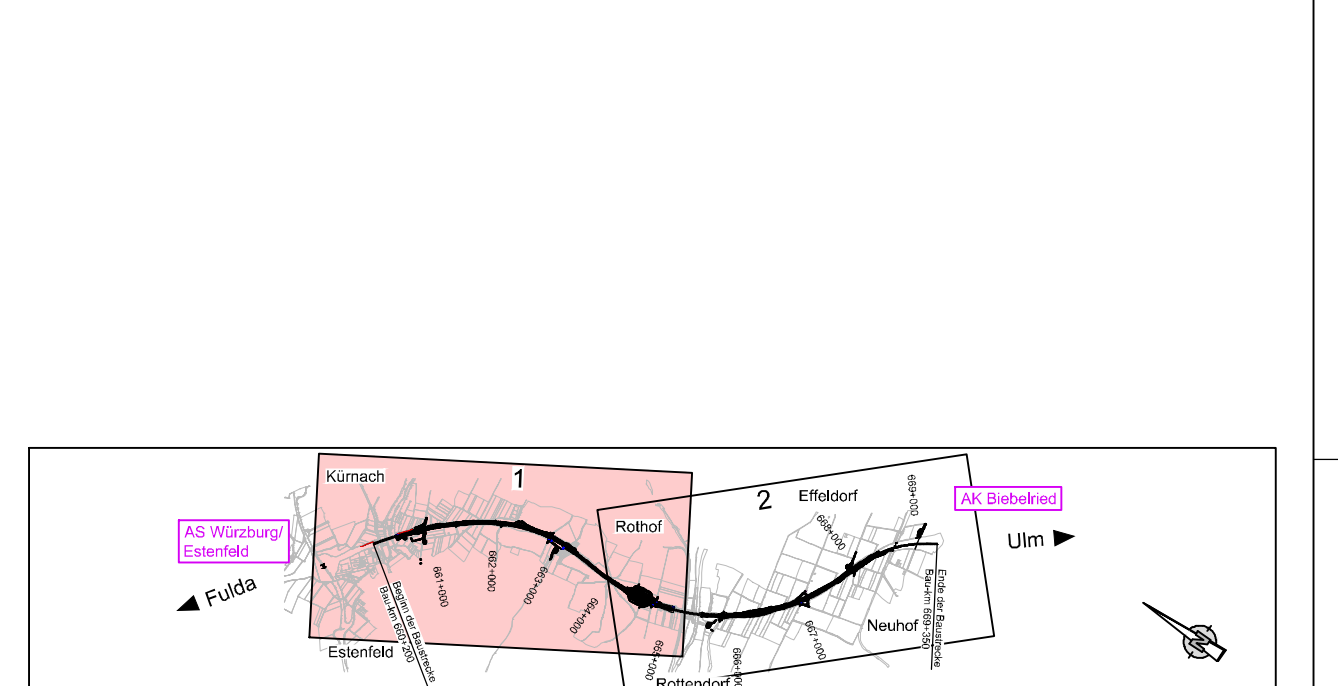 Kürnach
1
AS Würzburg/
Estenfeld
Fulda
Estenfeld
Beginn der Baustrecke
Bau-km 660+200
661+000
662+000
663+000
664+000
Rothof
665+000
Rottendorf
2
Effeldorf
666+000
667+000
668+000
669+000
Neuhof
Ende der Baustrecke
Bau-km 669+350
AK Biebelried
Ulm
N